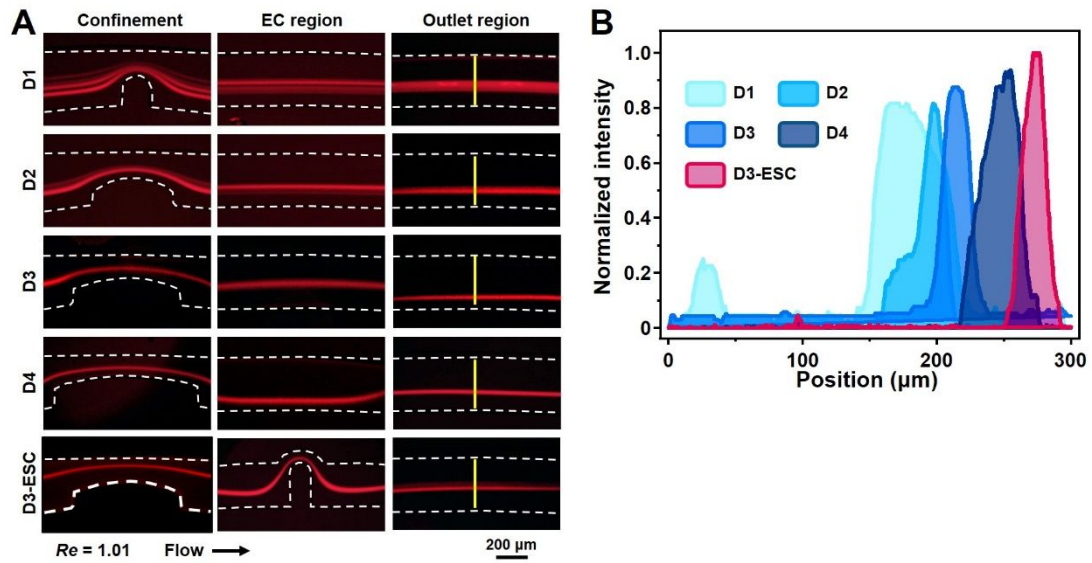 A
Confinement EC region Outlet region
D1
D2
D3
D4
D3-ESC
Re = 1.01 Flow
200 µm
B
Normalized intensity
1.0
0.8
0.6
0.4
0.2
0
D1 D2
D3 D4
D3-ESC
0 100 200 300
Position (µm)